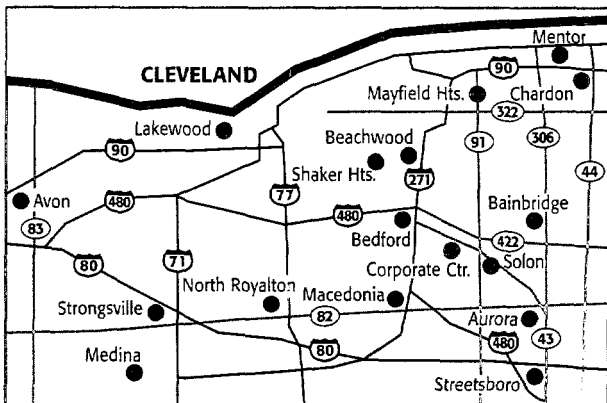 Mentor
CLEVELAND
90
Mayfield Hts.
Chardon
322
Lakewood
90
Beachwood
91
306
Shaker Hts.
271
44
77
Avon
480
83
480
Bainbridge
Bedford
422
80
71
Corporate Ctr.
Solon
North Royalton
Macedonia
Strongsville
82
Aurora
80
480
43
Medina
Streetsboro